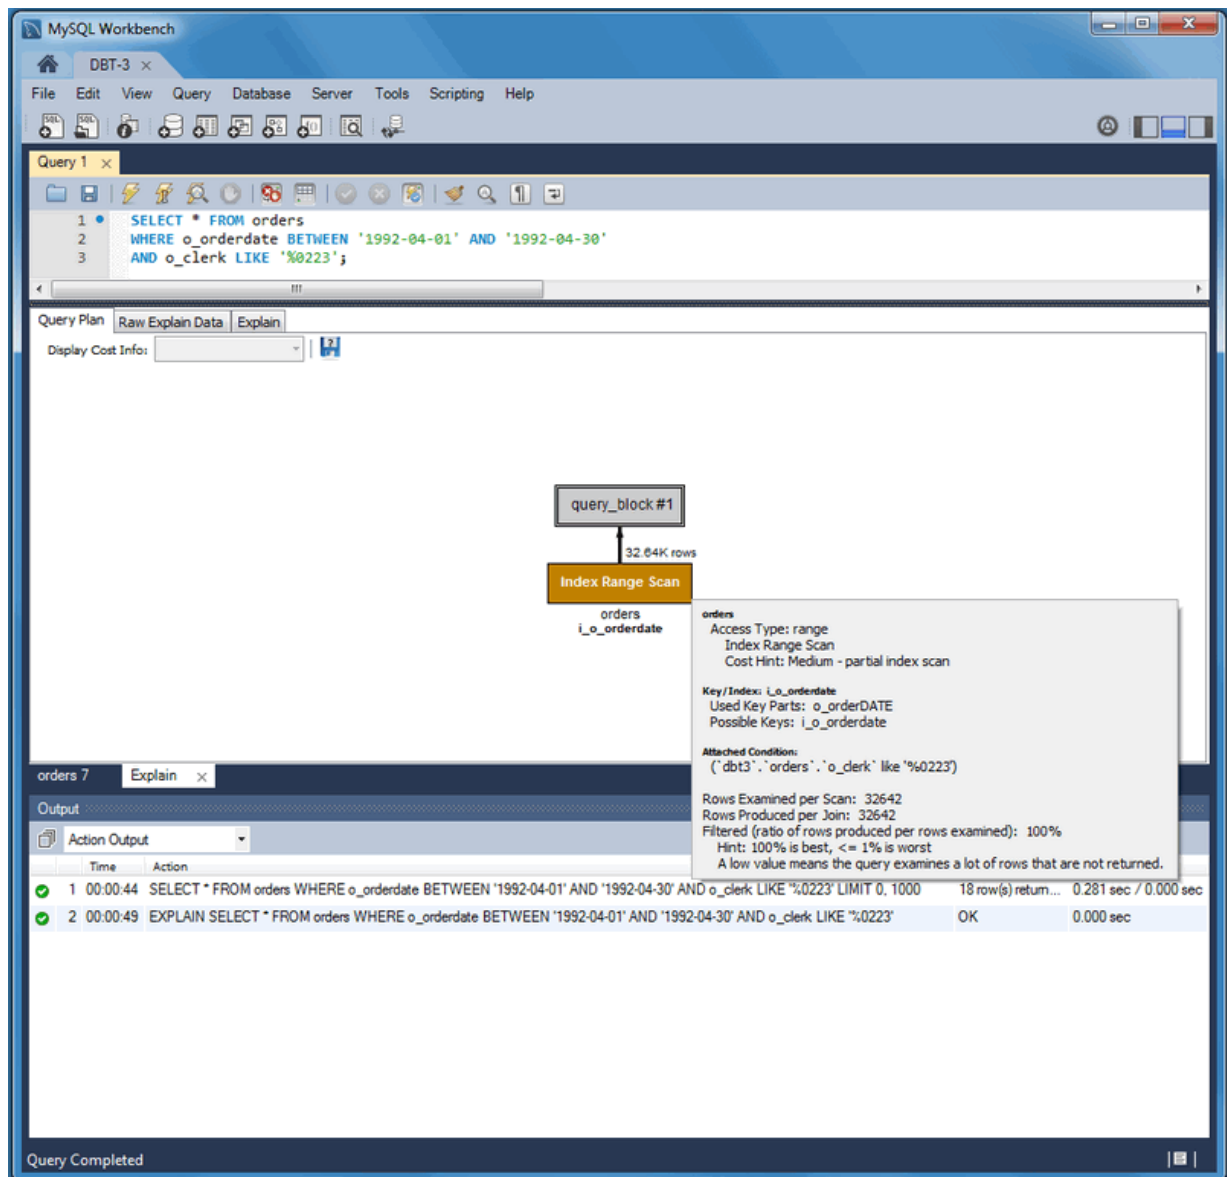 MySQL Workbench
DBT-3 ×
File Edit View Query Database Server Tools Scripting Help
Query 1 ×
1 SELECT * FROM orders
2 WHERE o_orderdate BETWEEN '1992-04-01' AND '1992-04-30'
3 AND o_clerk LIKE '%0223';
Query Plan Raw Explain Data Explain
Display Cost Info:
query_block #1
32.64K rows
Index Range Scan
orders
i_o_orderdate
orders
Access Type: range
Index Range Scan
Cost Hint: Medium - partial index scan
Key/Index: i_o_orderdate
Used Key Parts: o_orderDATE
Possible Keys: i_o_orderdate
Attached Condition:
(`dbt3`.`orders`.`o_clerk` like '%0223')
Rows Examined per Scan: 32642
Rows Produced per Join: 32642
Filtered (ratio of rows produced per rows examined): 100%
Hint: 100% is best, <= 1% is worst
A low value means the query examines a lot of rows that are not returned.
orders 7 Explain ×
Output
Action Output
Time Action
1 00:00:44 SELECT * FROM orders WHERE o_orderdate BETWEEN '1992-04-01' AND '1992-04-30' AND o_clerk LIKE '%0223' LIMIT 0, 1000 18 row(s) return... 0.281 sec / 0.000 sec
2 00:00:49 EXPLAIN SELECT * FROM orders WHERE o_orderdate BETWEEN '1992-04-01' AND '1992-04-30' AND o_clerk LIKE '%0223' OK 0.000 sec
Query Completed